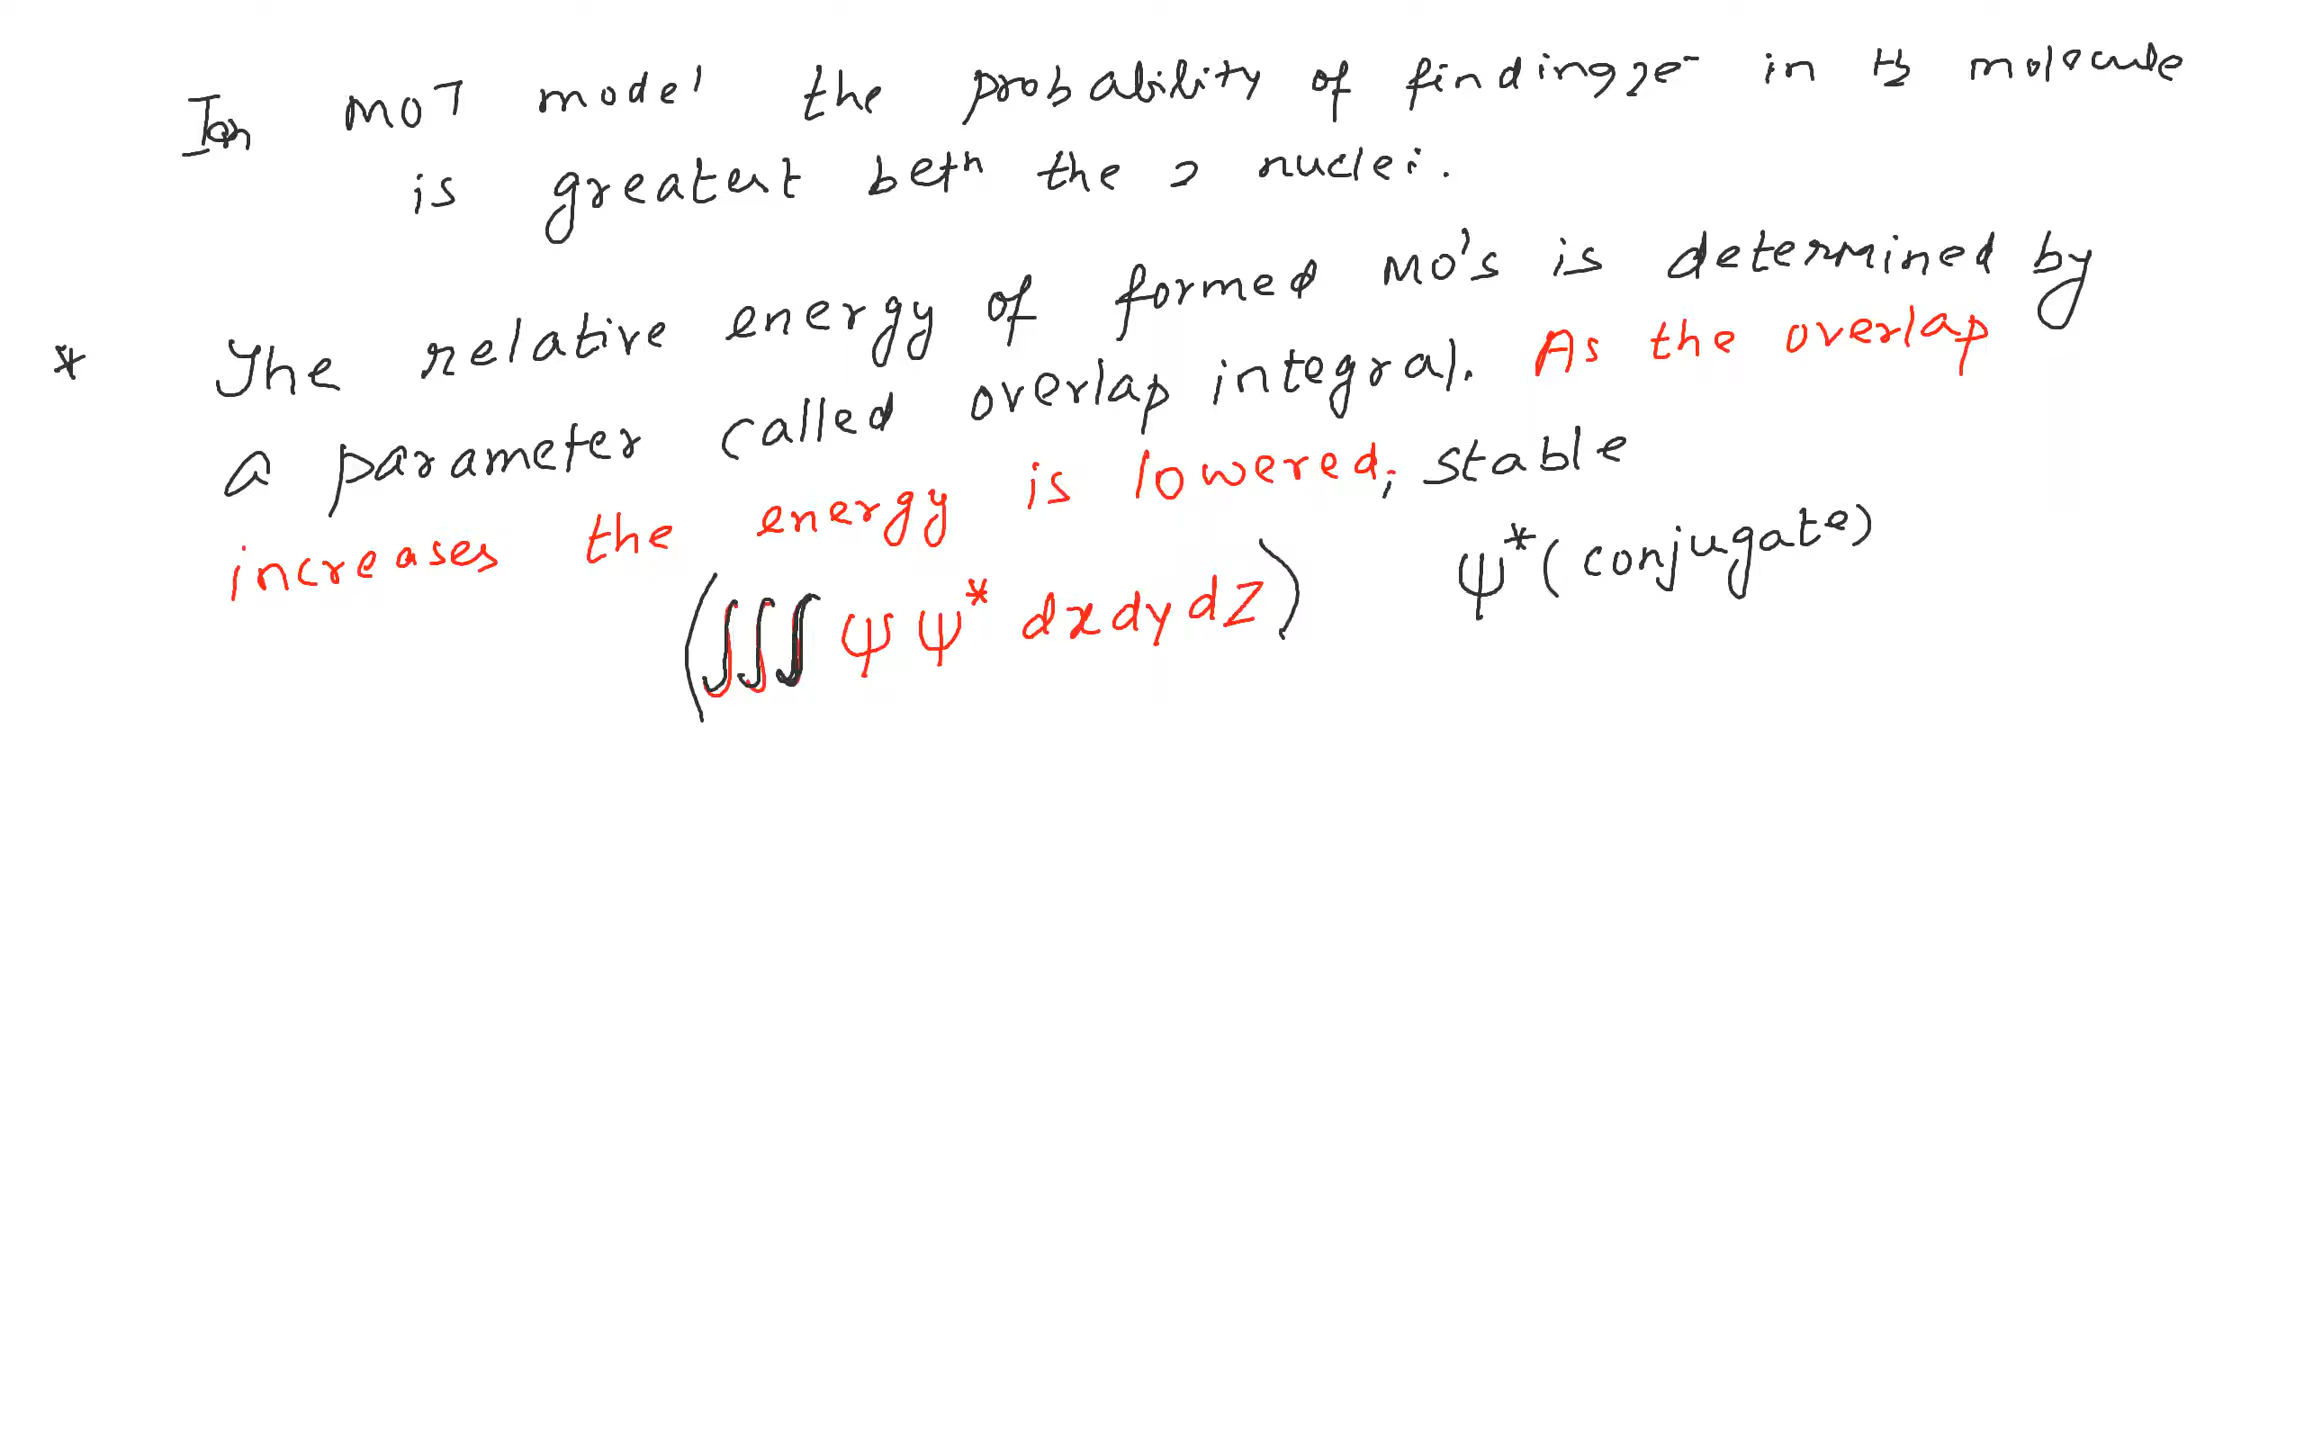 In MOT model the probability of finding 2e⁻ in H₂ molecule
is greatest betn the 2 nuclei.
* The relative energy of formed MO's is determined by
a parameter called overlap integral. As the overlap
increases the energy is lowered; stable
(∫∫∫ ψ ψ* dx dy dz) ψ* (conjugate)